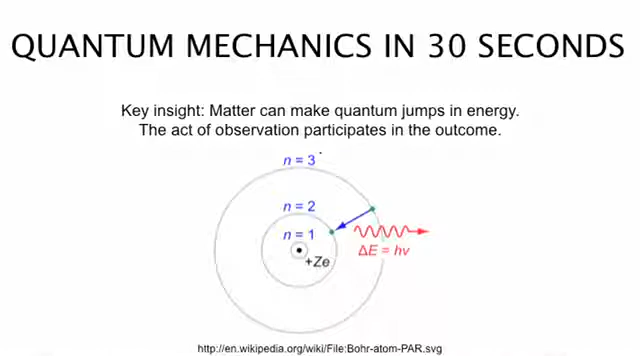 QUANTUM MECHANICS IN 30 SECONDS
Key insight: Matter can make quantum jumps in energy.
The act of observation participates in the outcome.
n = 3
n = 2
n = 1
+Ze
ΔE = hν
http://en.wikipedia.org/wiki/File:Bohr-atom-PAR.svg